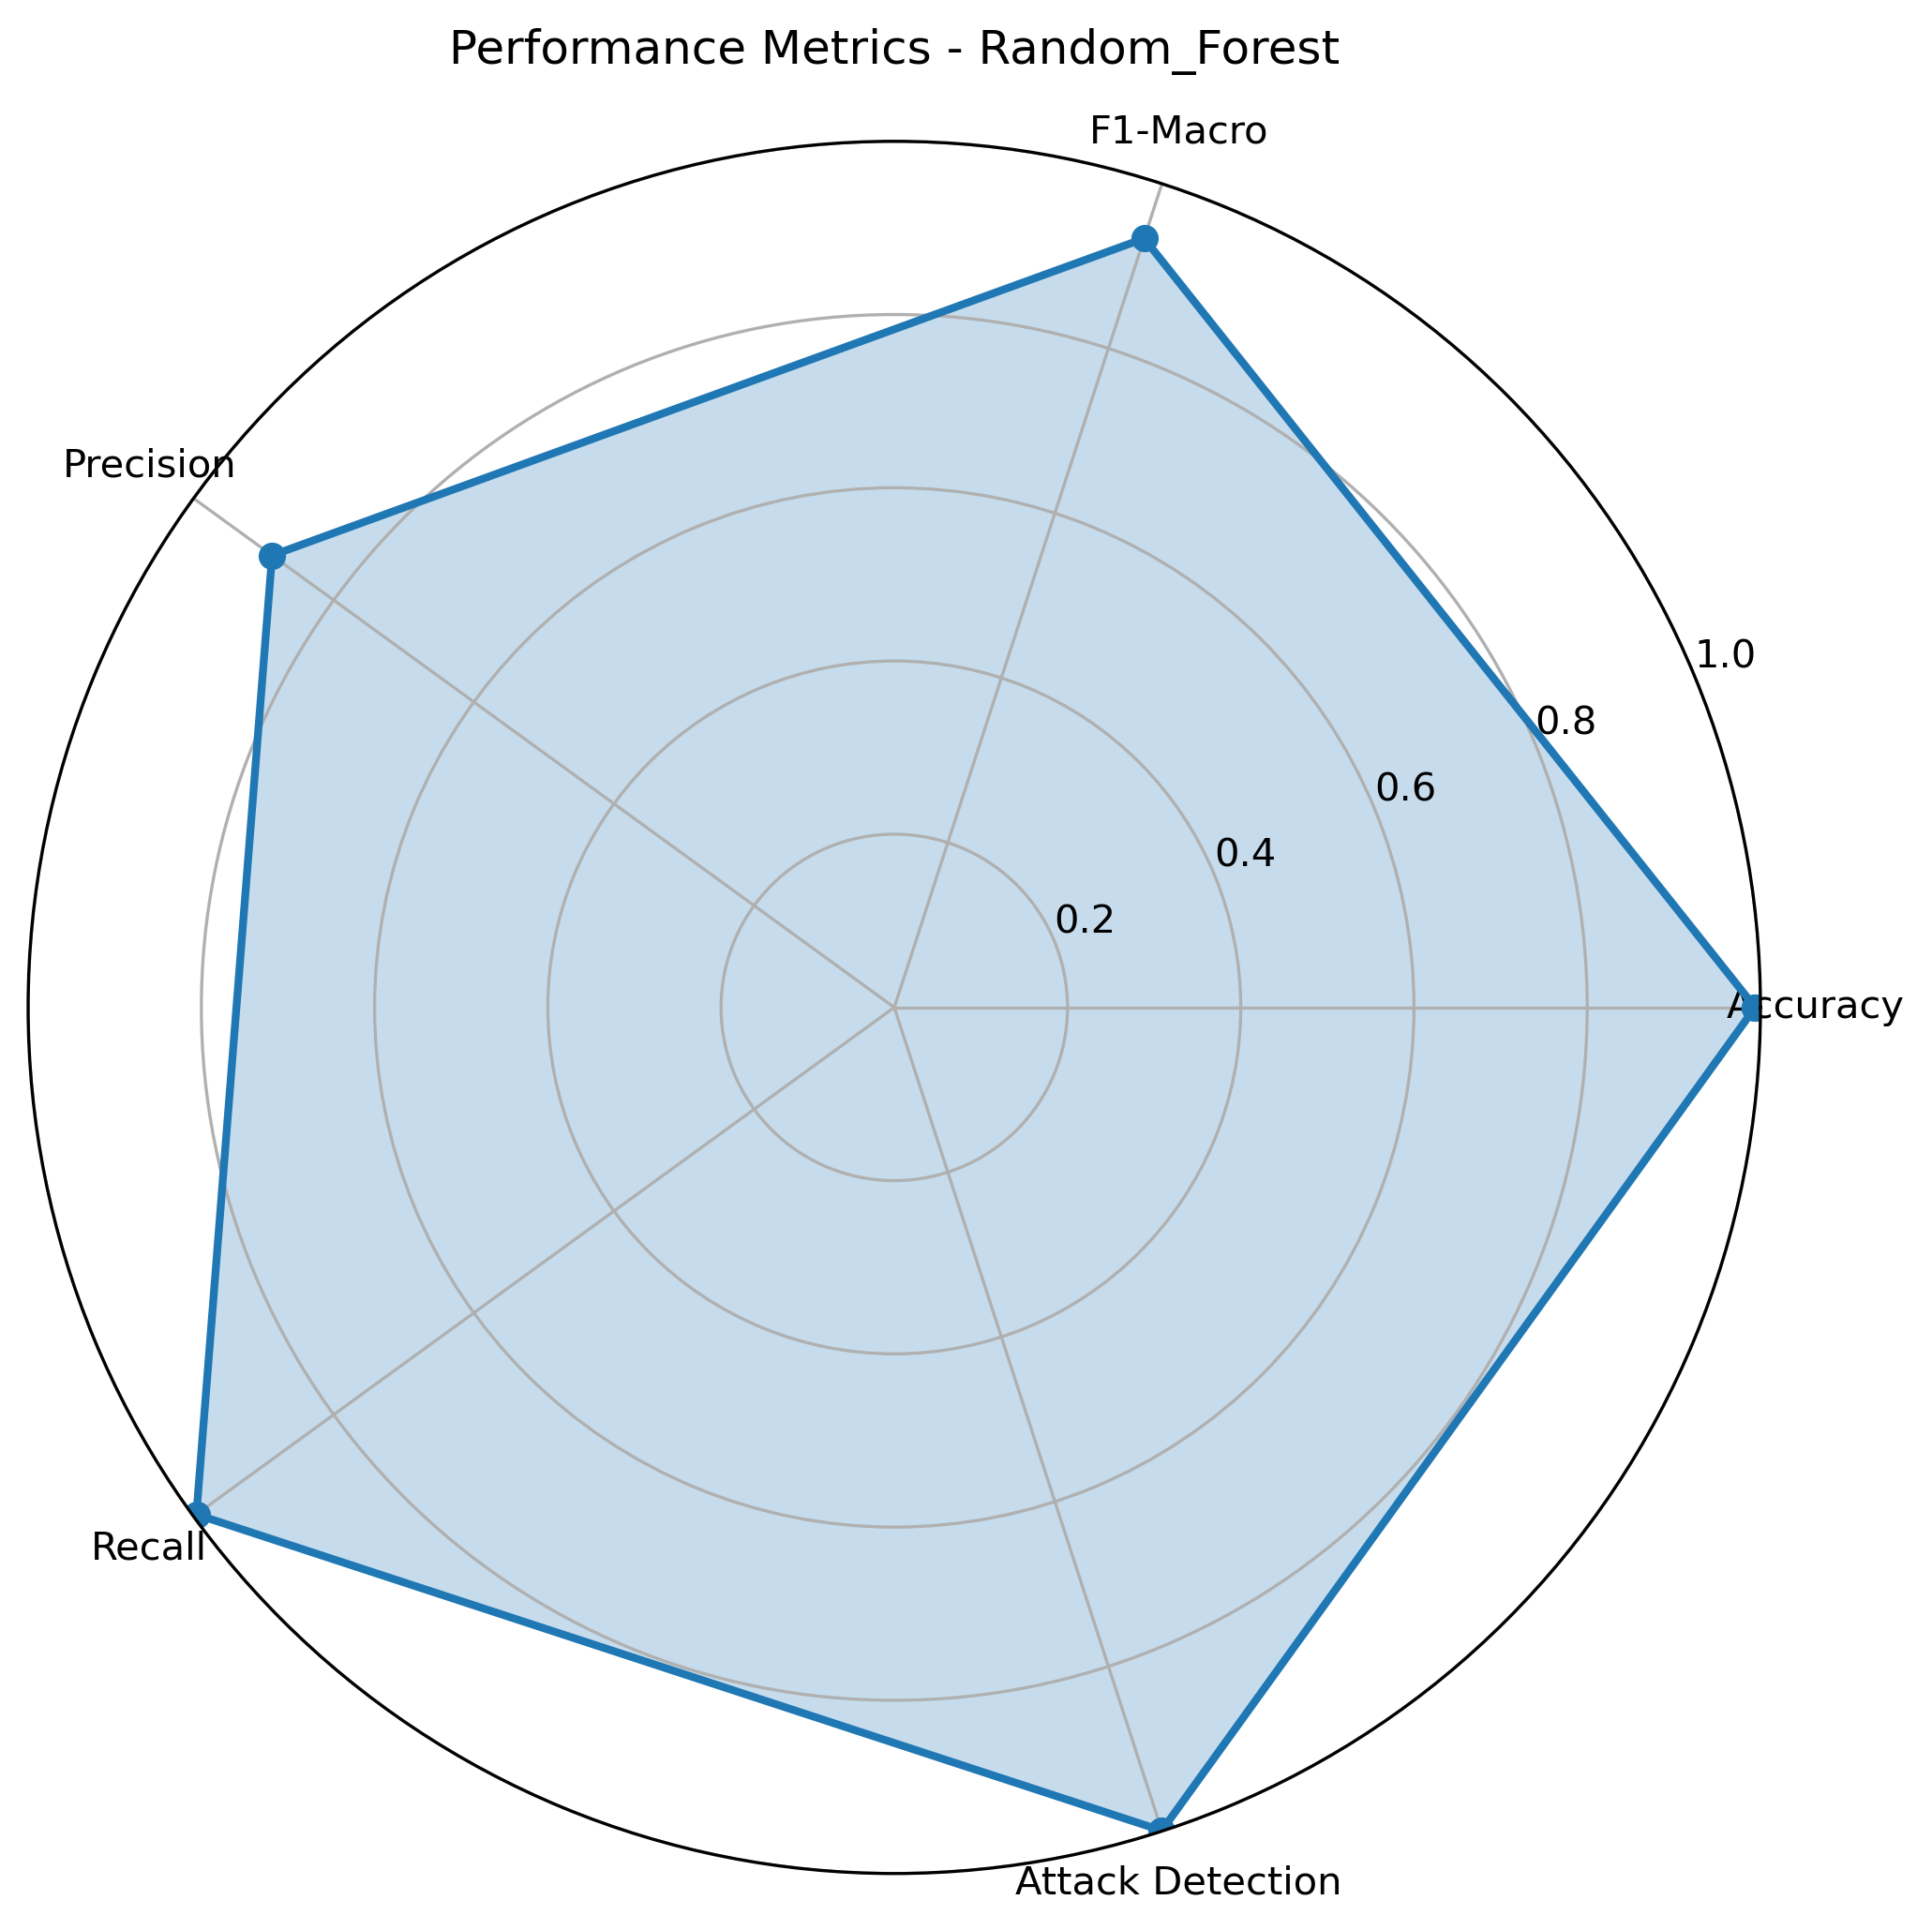 Performance Metrics - Random_Forest
F1-Macro
Precision
1.0
0.8
0.6
0.4
0.2
Accuracy
Recall
Attack Detection